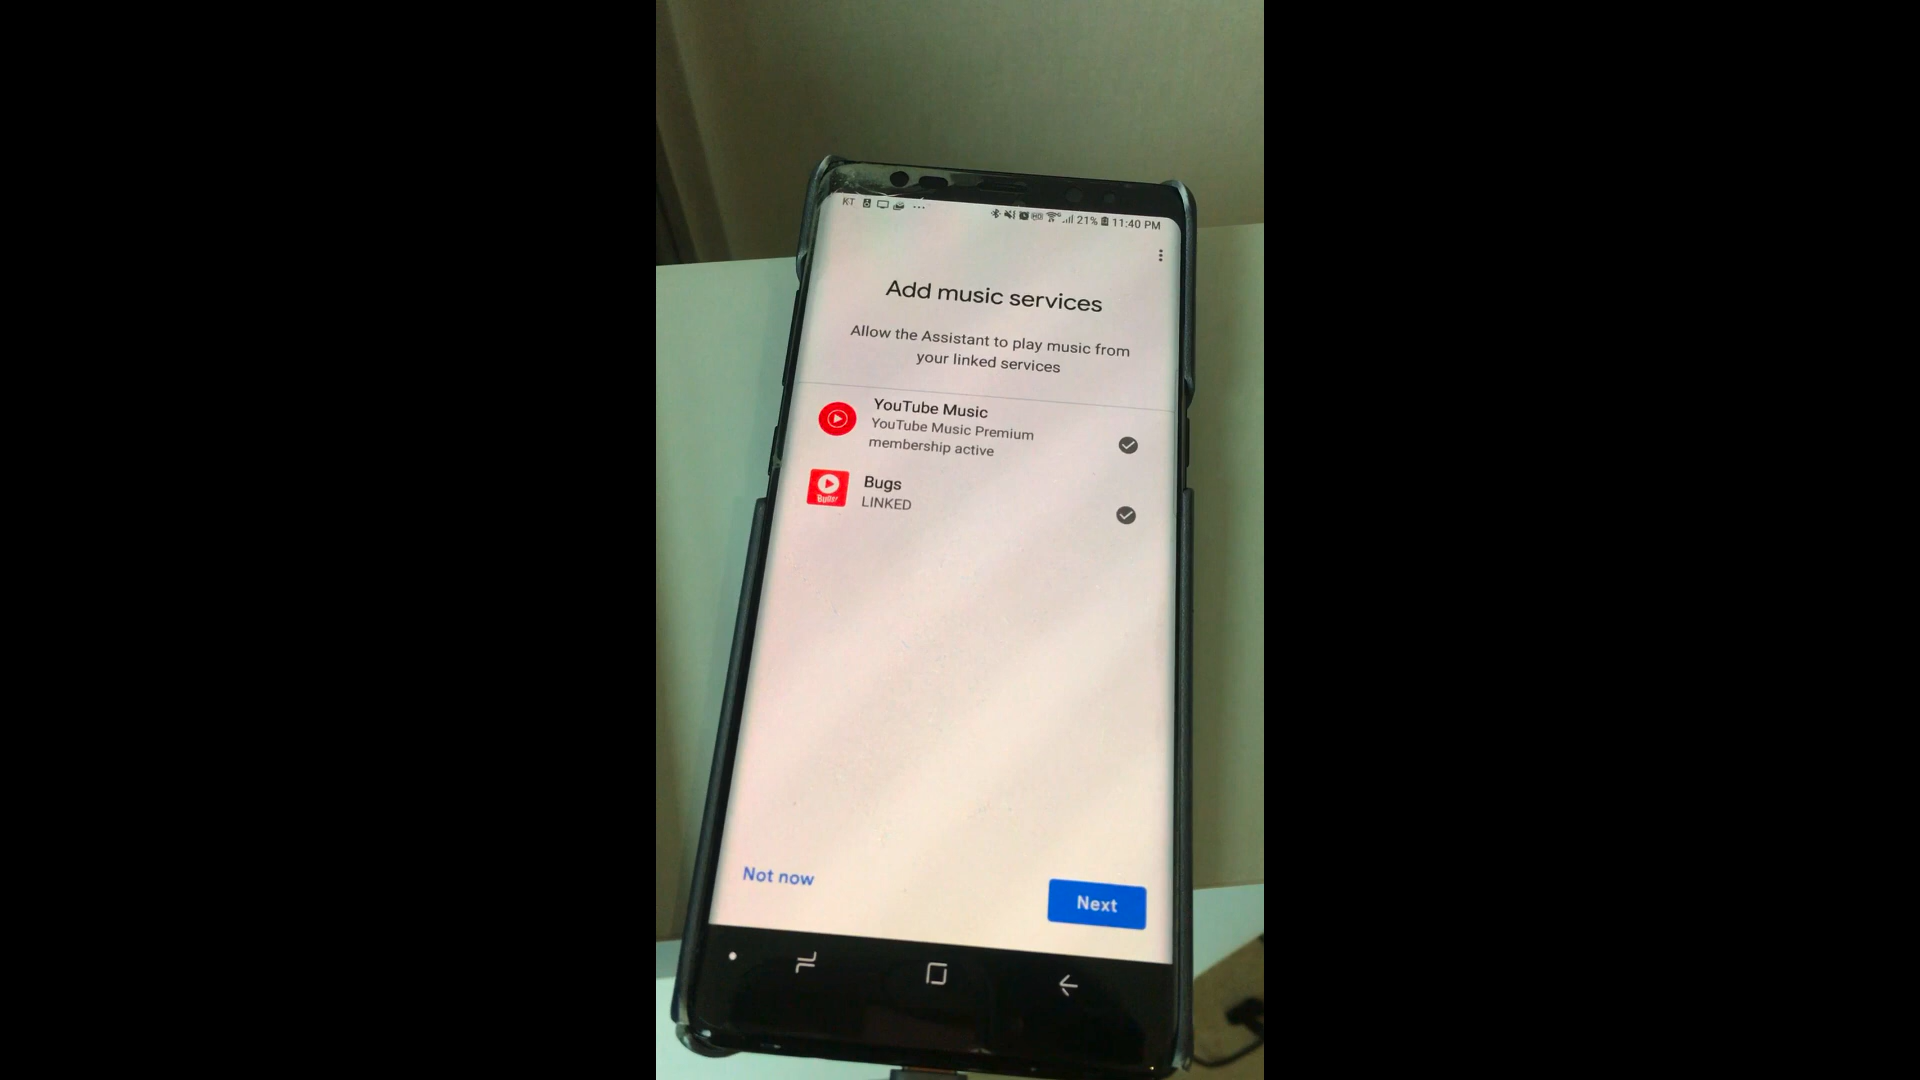 KT ... 21% 11:40 PM
Add music services
Allow the Assistant to play music from
your linked services
YouTube Music
YouTube Music Premium
membership active
Bugs
LINKED
Bugs!
Not now
Next